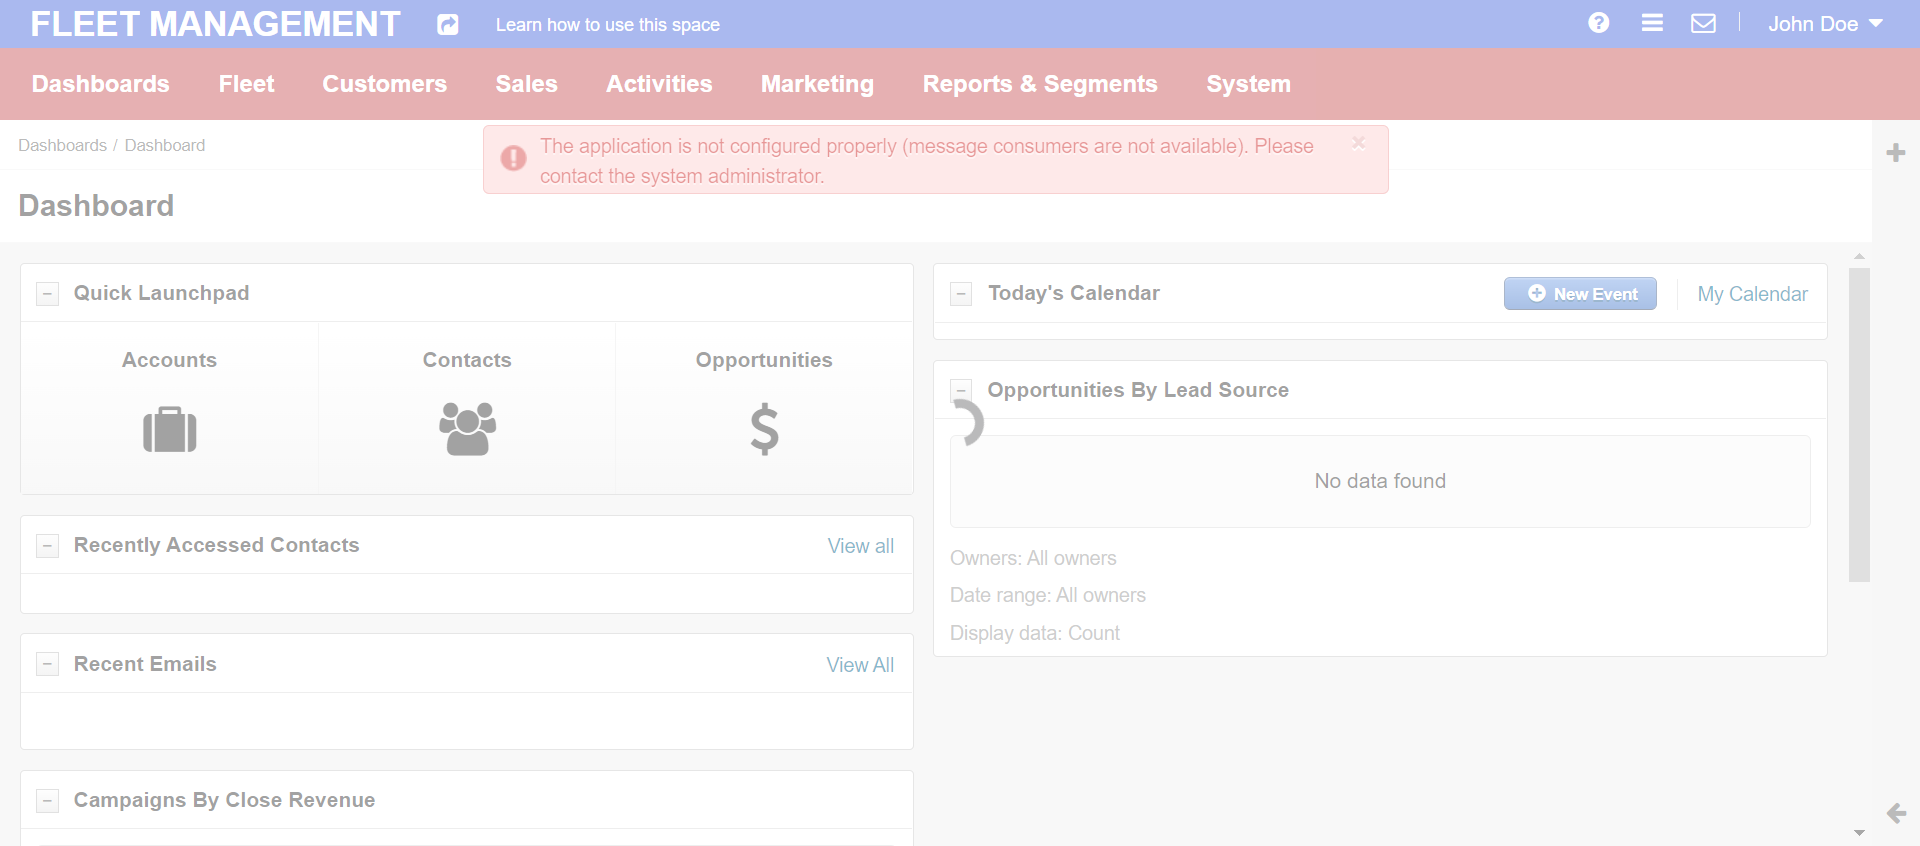 FLEET MANAGEMENT
Learn how to use this space
John Doe
Dashboards
Fleet
Customers
Sales
Activities
Marketing
Reports & Segments
System
Dashboards / Dashboard
The application is not configured properly (message consumers are not available). Please
contact the system administrator.
Dashboard
Quick Launchpad
Accounts
Contacts
Opportunities
Recently Accessed Contacts
View all
Recent Emails
View All
Campaigns By Close Revenue
Today's Calendar
New Event
My Calendar
Opportunities By Lead Source
No data found
Owners: All owners
Date range: All owners
Display data: Count